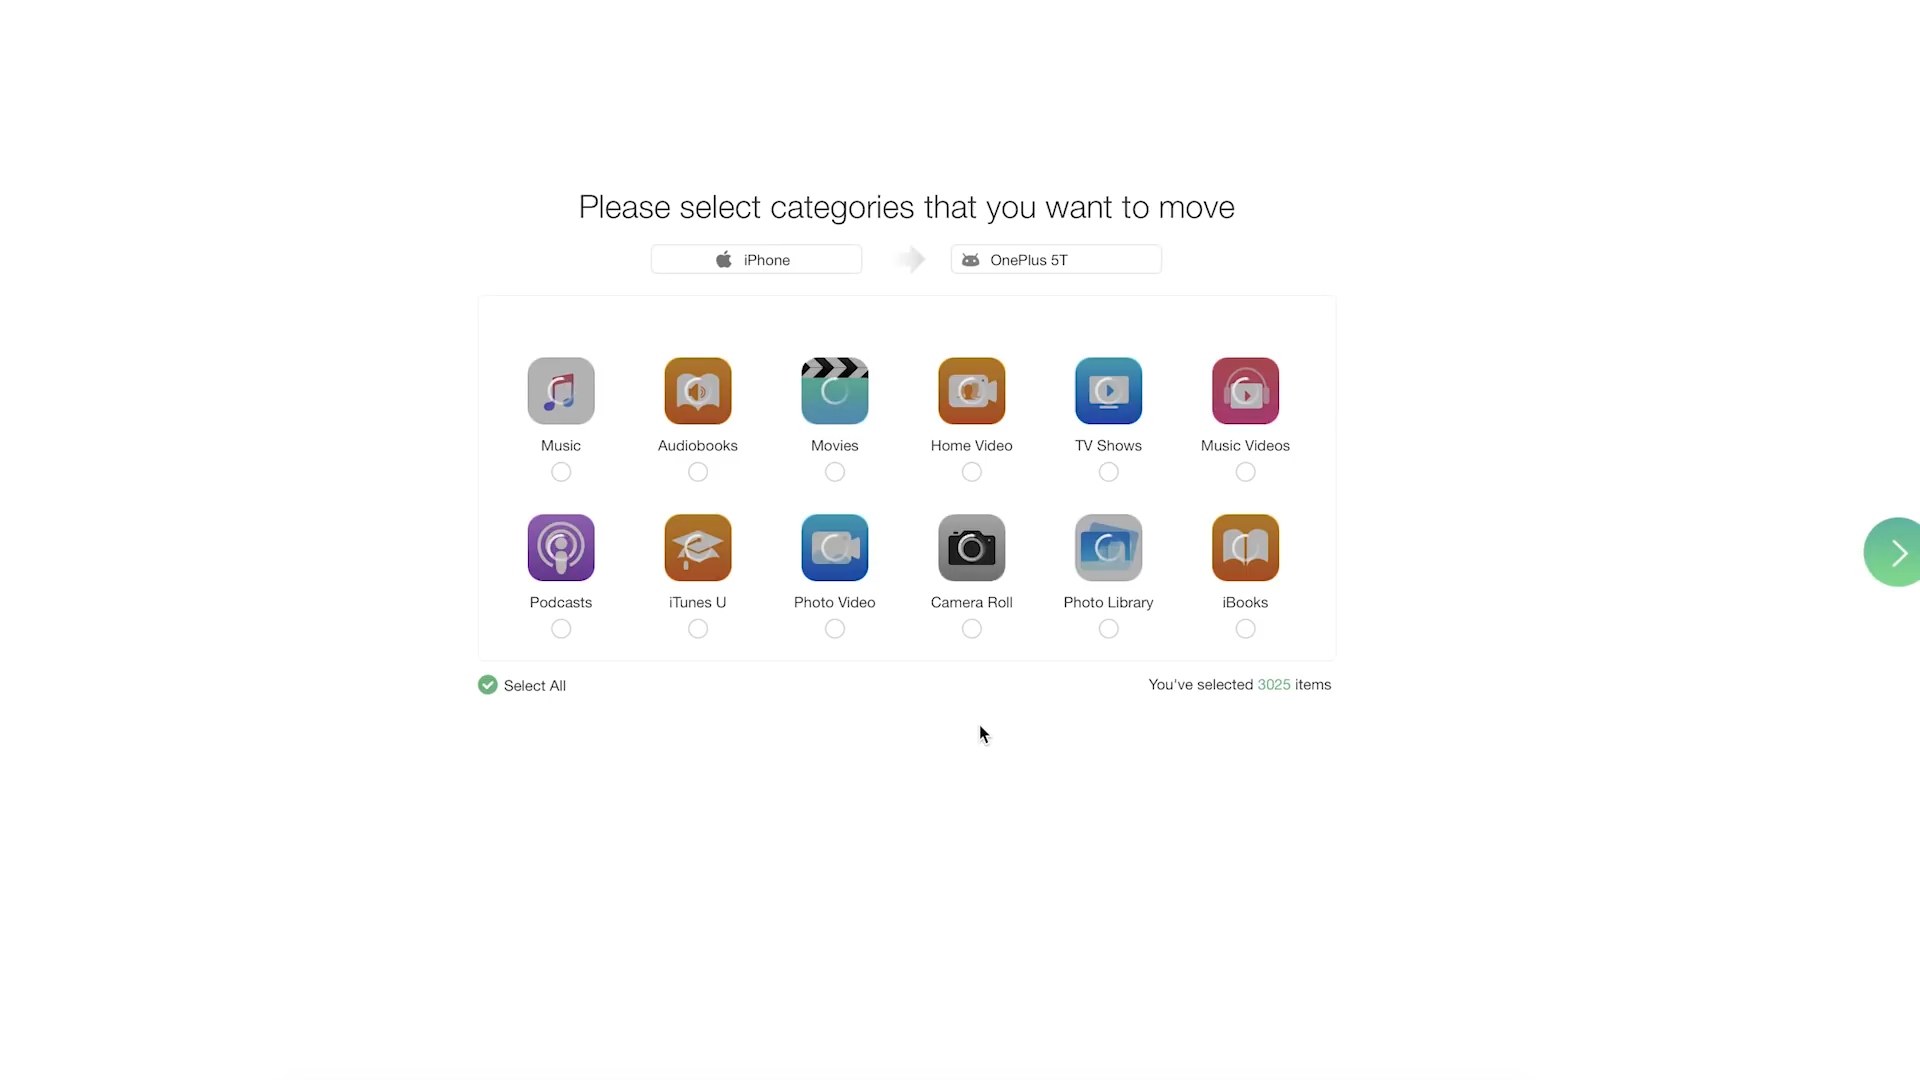 Please select categories that you want to move
iPhone
OnePlus 5T
Music
Audiobooks
Movies
Home Video
TV Shows
Music Videos
Podcasts
iTunes U
Photo Video
Camera Roll
Photo Library
iBooks
Select All
You've selected 3025 items